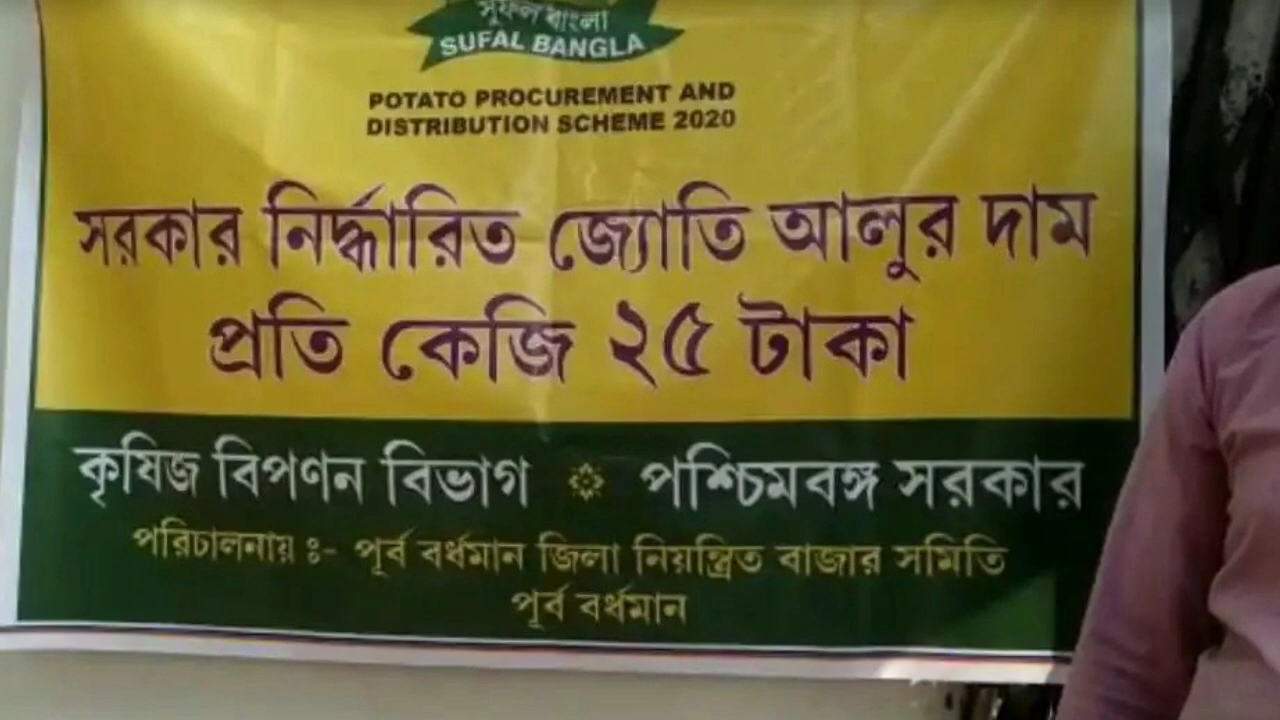 সুফল বাংলা
SUFAL BANGLA
POTATO PROCUREMENT AND
DISTRIBUTION SCHEME 2020
সরকার নির্দ্ধারিত জ্যোতি আলুর দাম
প্রতি কেজি ২৫ টাকা
কৃষিজ বিপণন বিভাগ পশ্চিমবঙ্গ সরকার
পরিচালনায় ঃ- পূর্ব বর্ধমান জিলা নিয়ন্ত্রিত বাজার সমিতি
পূর্ব বর্ধমান